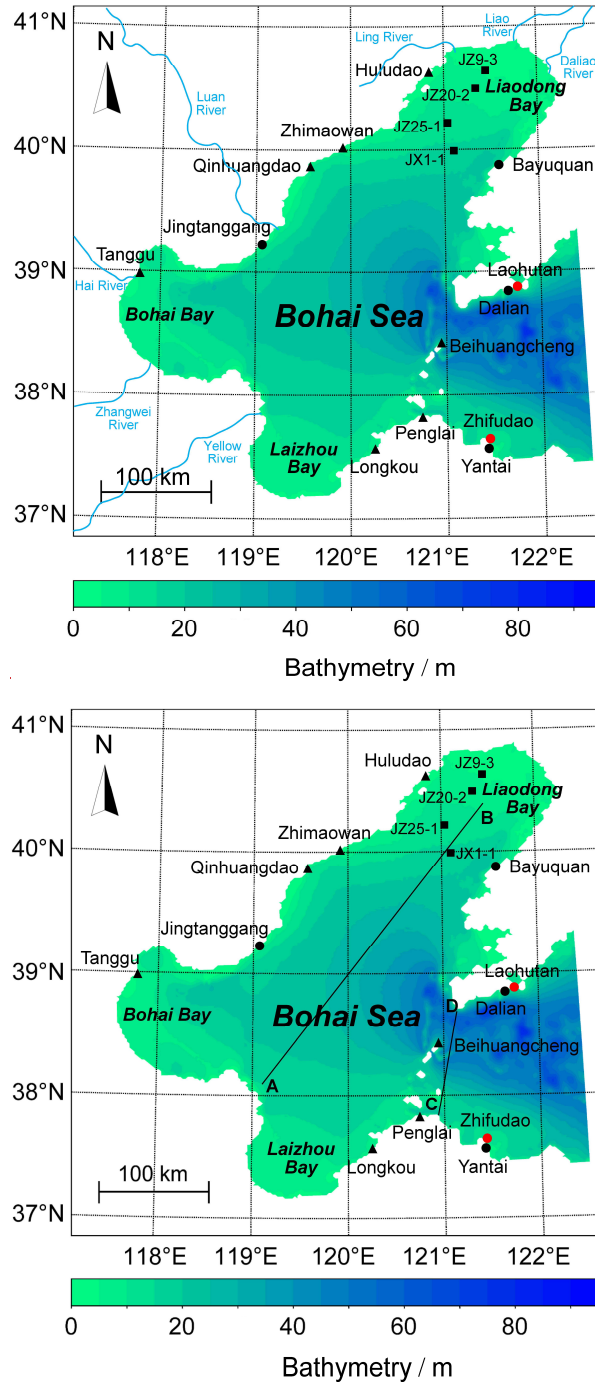 41°N
40°N
39°N
38°N
37°N
N
Ling River
Liao
River
Daliao
River
Luan
River
Huludao
JZ9-3
JZ20-2
Liaodong
Bay
JZ25-1
Zhimaowan
JX1-1
Qinhuangdao
Bayuquan
Jingtanggang
Tanggu
Laohutan
Hai River
Dalian
Bohai Bay
Bohai Sea
Beihuangcheng
Zhangwei
River
Penglai
Zhifudao
Yellow
River
Laizhou
Bay
Longkou
Yantai
100 km
118°E 119°E 120°E 121°E 122°E
0 20 40 60 80
Bathymetry / m
41°N
40°N
39°N
38°N
37°N
N
Huludao
JZ9-3
JZ20-2
Liaodong
Bay
B
JZ25-1
Zhimaowan
JX1-1
Qinhuangdao
Bayuquan
Jingtanggang
Tanggu
Laohutan
D
Dalian
Bohai Bay
Bohai Sea
Beihuangcheng
A
C
Penglai
Zhifudao
Laizhou
Bay
Longkou
Yantai
100 km
118°E 119°E 120°E 121°E 122°E
0 20 40 60 80
Bathymetry / m